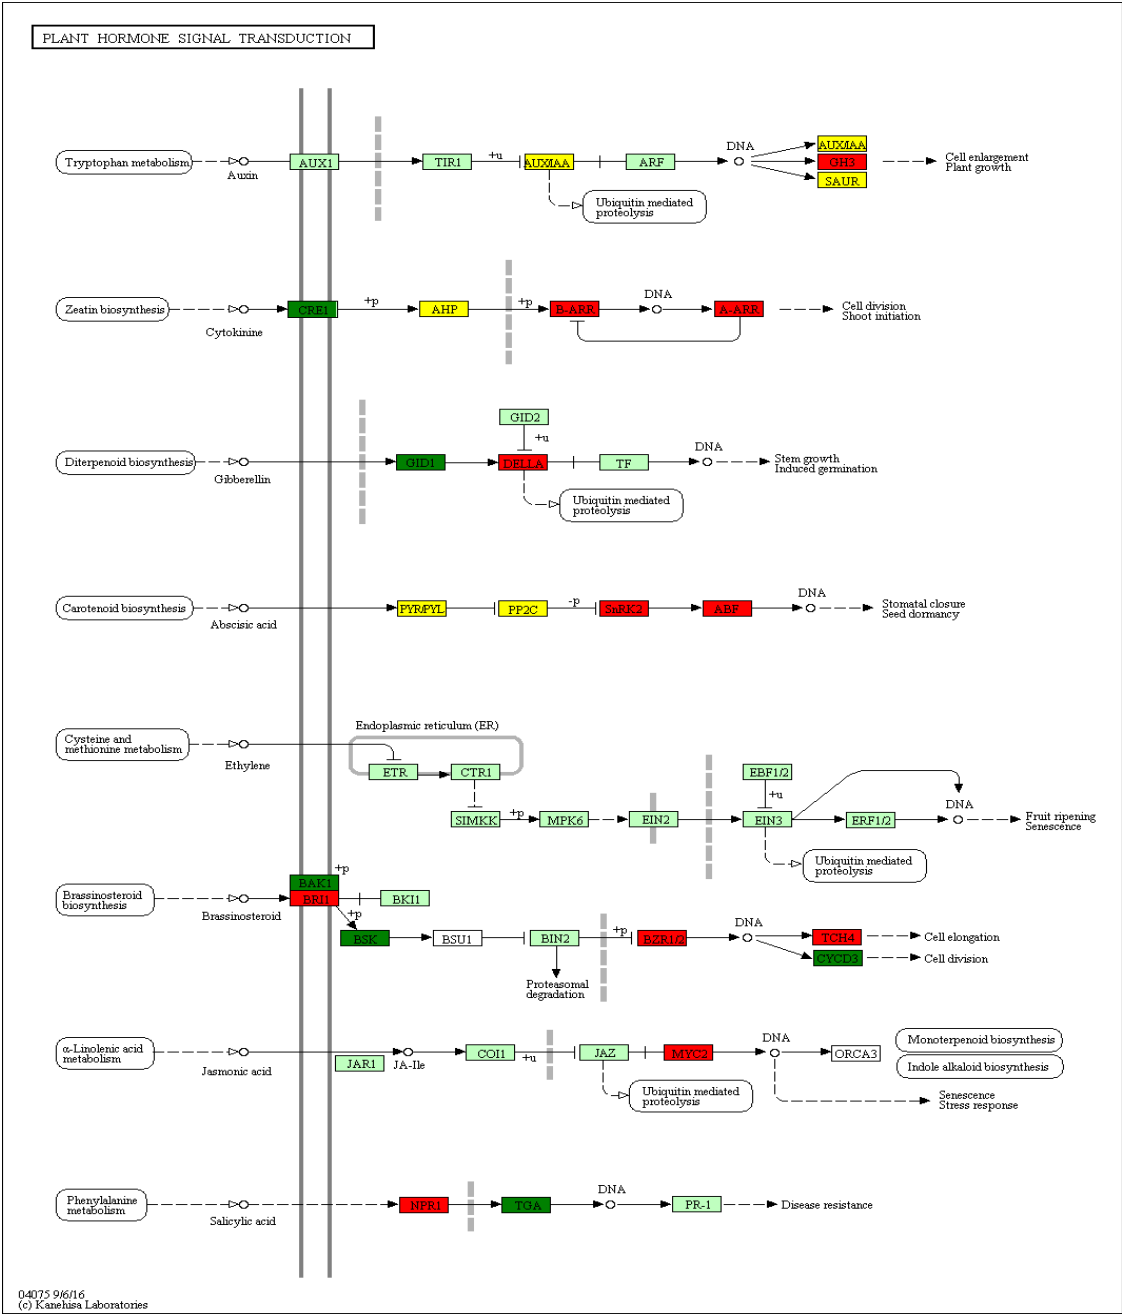 PLANT HORMONE SIGNAL TRANSDUCTION
Tryptophan metabolism
Auxin
AUX1
TIR1
+u
AUX/IAA
ARF
DNA
AUX/IAA
GH3
SAUR
Cell enlargement
Plant growth
Ubiquitin mediated
proteolysis
Zeatin biosynthesis
Cytokinine
CRE1
+p
AHP
+p
B-ARR
DNA
A-ARR
Cell division
Shoot initiation
GID2
+u
Diterpenoid biosynthesis
Gibberellin
GID1
DELLA
TF
DNA
Stem growth
Induced germination
Ubiquitin mediated
proteolysis
Carotenoid biosynthesis
Abscisic acid
PYR/PYL
PP2C
-p
SnRK2
ABF
DNA
Stomatal closure
Seed dormancy
Endoplasmic reticulum (ER)
Cysteine and
methionine metabolism
Ethylene
ETR
CTR1
SIMKK
+p
MPK6
EIN2
EBF1/2
+u
EIN3
ERF1/2
DNA
Fruit ripening
Senescence
Ubiquitin mediated
proteolysis
Brassinosteroid
biosynthesis
Brassinosteroid
BAK1
+p
BRI1
BKI1
+p
BSK
BSU1
BIN2
+p
BZR1/2
DNA
TCH4
Cell elongation
CYCD3
Cell division
Proteasomal
degradation
α-Linolenic acid
metabolism
Jasmonic acid
JAR1
JA-Ile
COI1
+u
JAZ
MYC2
DNA
ORCA3
Monoterpenoid biosynthesis
Indole alkaloid biosynthesis
Ubiquitin mediated
proteolysis
Senescence
Stress response
Phenylalanine
metabolism
Salicylic acid
NPR1
TGA
DNA
PR-1
Disease resistance
04075 9/6/16
(c) Kanehisa Laboratories